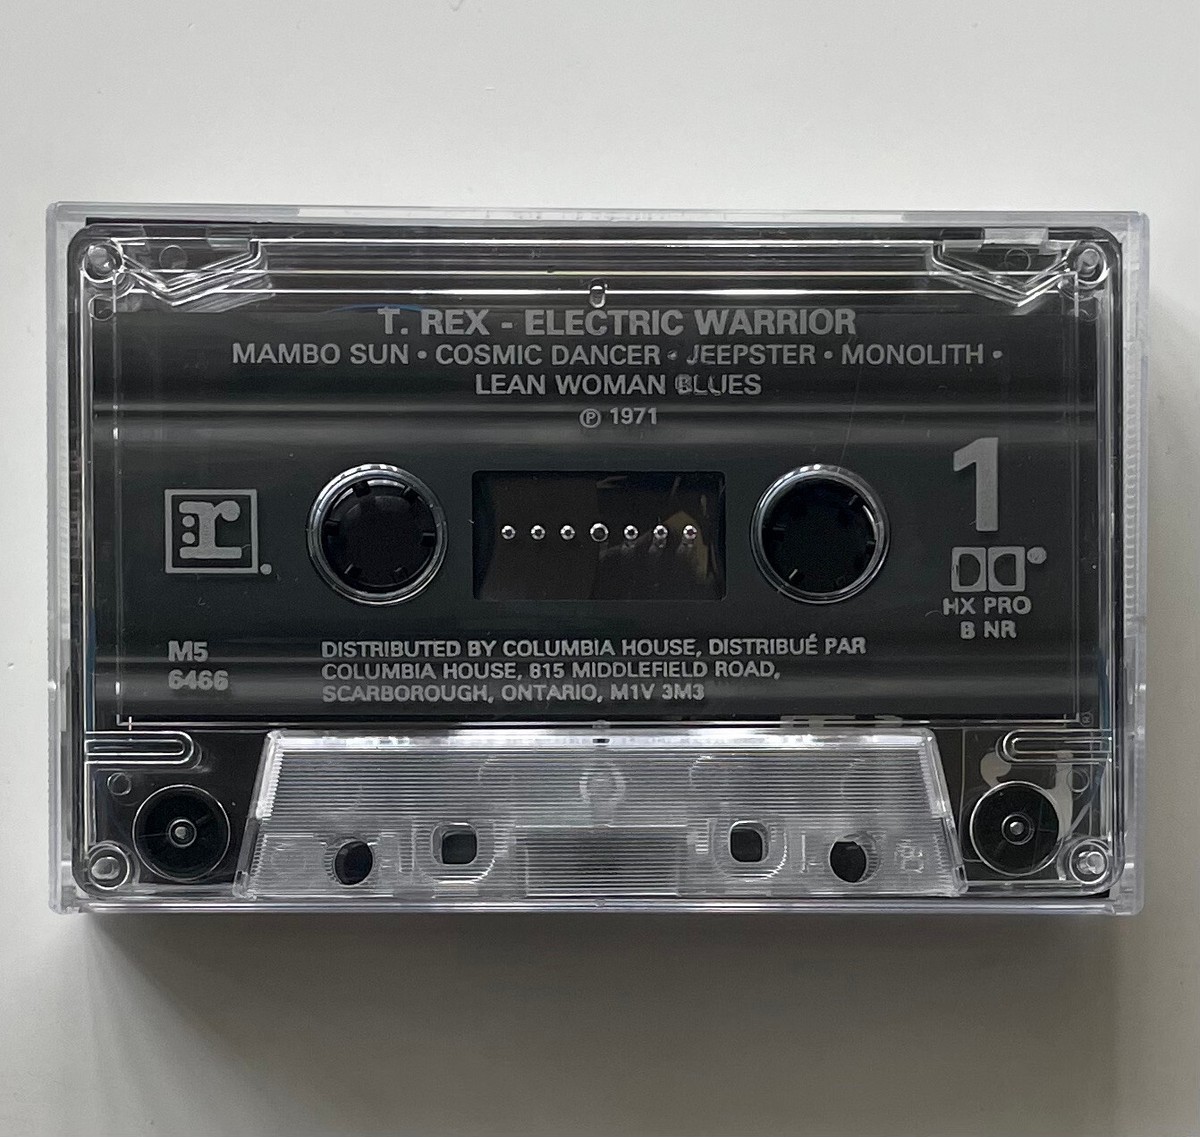 T. REX - ELECTRIC WARRIOR
MAMBO SUN • COSMIC DANCER • JEEPSTER • MONOLITH •
LEAN WOMAN BLUES
℗ 1971
1
r
HX PRO
B NR
M5
6466
DISTRIBUTED BY COLUMBIA HOUSE, DISTRIBUÉ PAR
COLUMBIA HOUSE, 815 MIDDLEFIELD ROAD,
SCARBOROUGH, ONTARIO, M1V 3M3